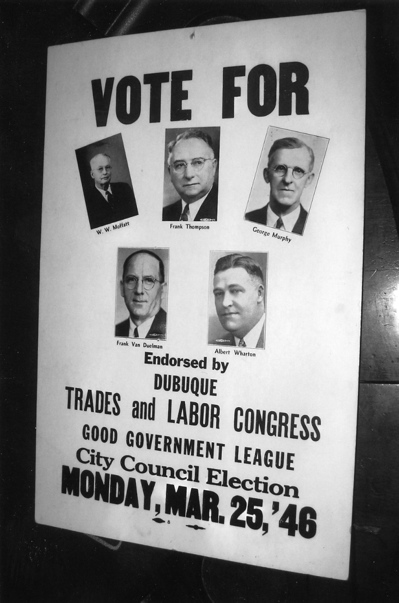 VOTE FOR
W. W. Moffatt
Frank Thompson
George Murphy
Frank Van Duelman
Albert Wharton
Endorsed by
DUBUQUE
TRADES and LABOR CONGRESS
GOOD GOVERNMENT LEAGUE
City Council Election
MONDAY, MAR. 25, '46